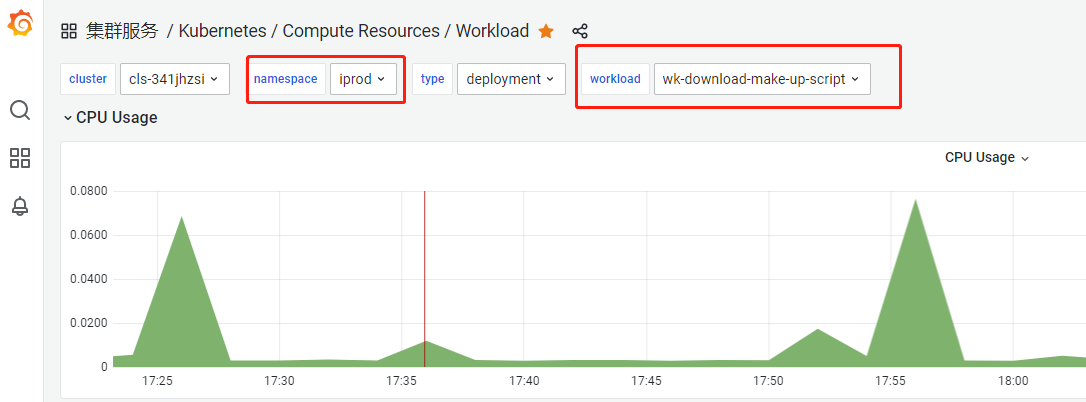 集群服务 / Kubernetes / Compute Resources / Workload
cluster cls-341jhzsi namespace iprod type deployment workload wk-download-make-up-script
CPU Usage
CPU Usage
0.0800
0.0600
0.0400
0.0200
0
17:25 17:30 17:35 17:40 17:45 17:50 17:55 18:00